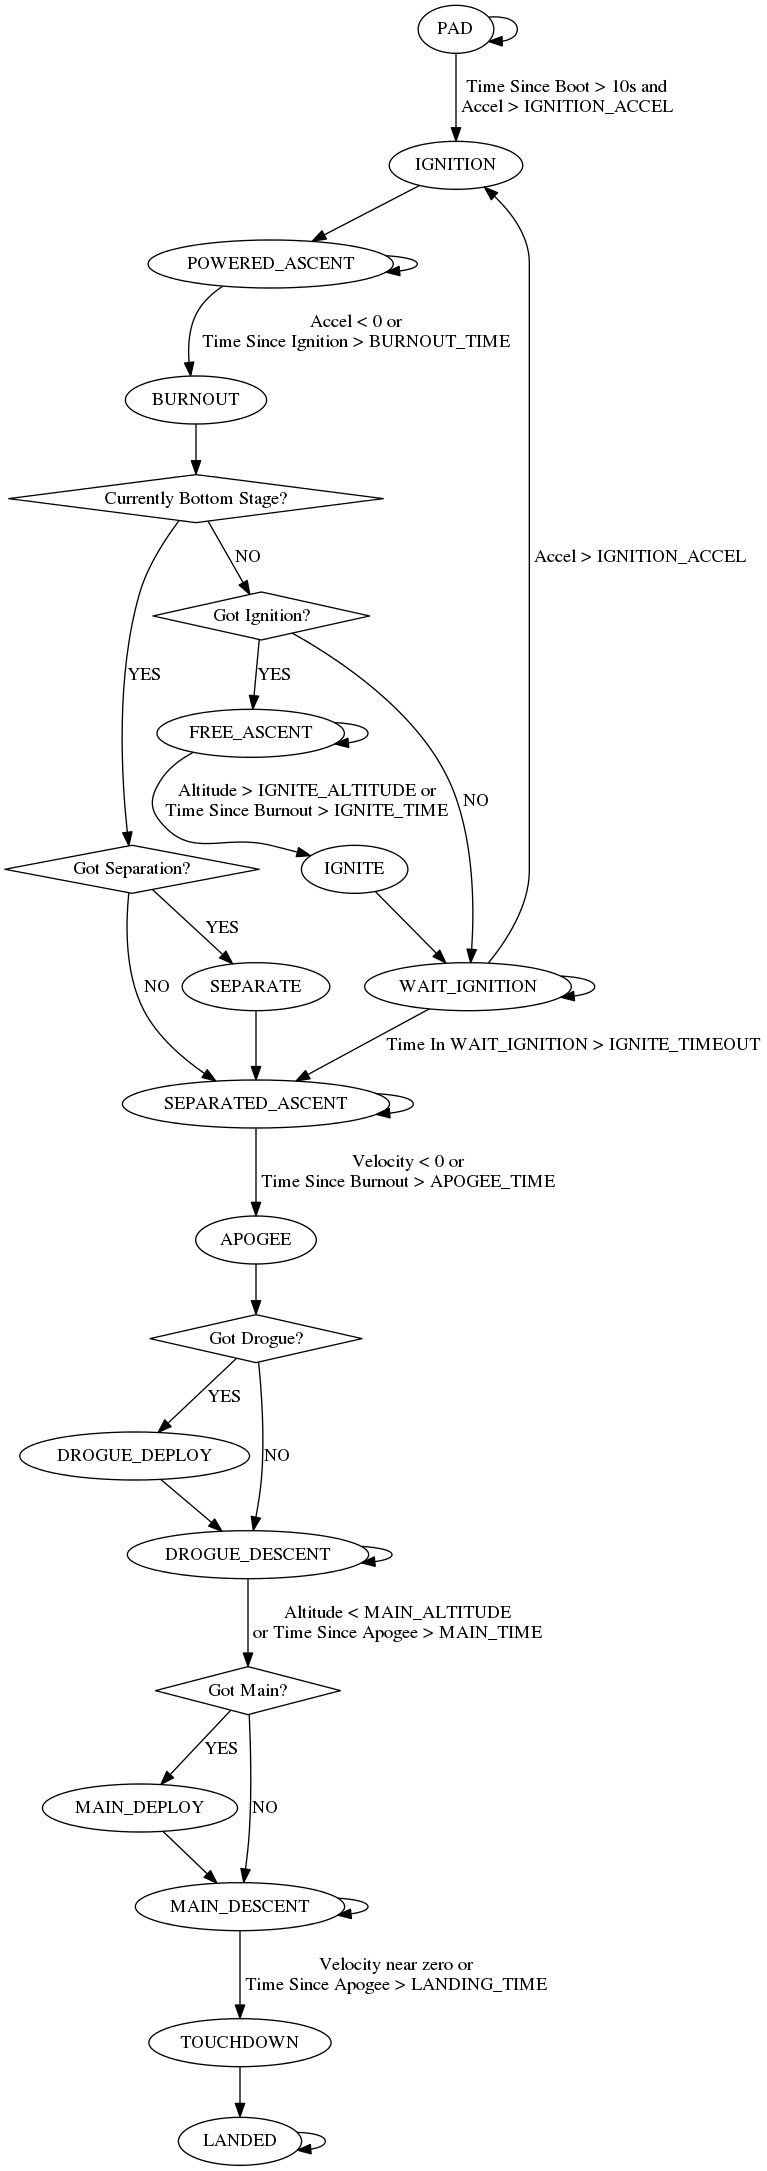 PAD
Time Since Boot > 10s and
Accel > IGNITION_ACCEL
IGNITION
POWERED_ASCENT
Accel < 0 or
Time Since Ignition > BURNOUT_TIME
BURNOUT
Currently Bottom Stage?
NO
Accel > IGNITION_ACCEL
Got Ignition?
YES
YES
FREE_ASCENT
Altitude > IGNITE_ALTITUDE or
Time Since Burnout > IGNITE_TIME
NO
Got Separation?
IGNITE
YES
NO
SEPARATE
WAIT_IGNITION
Time In WAIT_IGNITION > IGNITE_TIMEOUT
SEPARATED_ASCENT
Velocity < 0 or
Time Since Burnout > APOGEE_TIME
APOGEE
Got Drogue?
YES
DROGUE_DEPLOY
NO
DROGUE_DESCENT
Altitude < MAIN_ALTITUDE
or Time Since Apogee > MAIN_TIME
Got Main?
YES
MAIN_DEPLOY
NO
MAIN_DESCENT
Velocity near zero or
Time Since Apogee > LANDING_TIME
TOUCHDOWN
LANDED